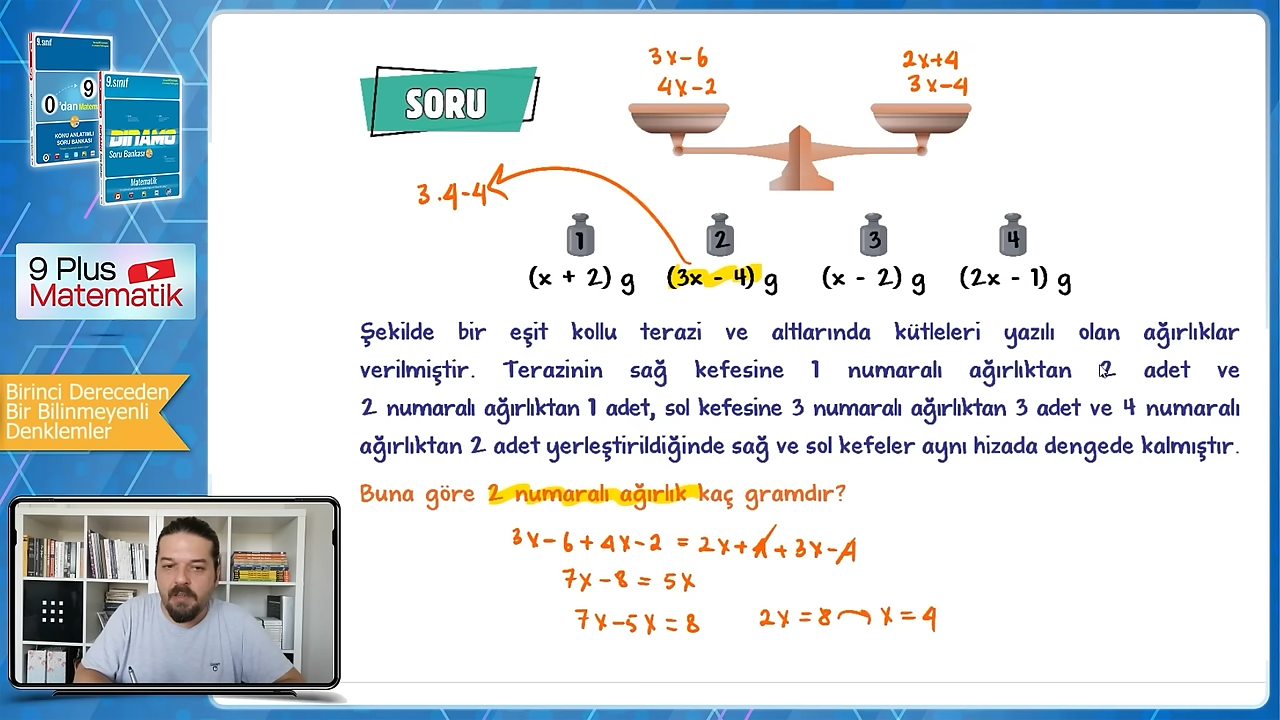 9.sınıf
0'dan 9
Matematik
KONU ANLATIMLI
SORU BANKASI
9.sınıf
DİNAMO
Soru Bankası
Matematik
9 Plus
Matematik
Birinci Dereceden
Bir Bilinmeyenli
Denklemler
SORU
3x-6
4x-2
2x+4
3x-4
3.4-4
1
2
3
4
(x + 2) g
(3x - 4) g
(x - 2) g
(2x - 1) g
Şekilde bir eşit kollu terazi ve altlarında kütleleri yazılı olan ağırlıklar
verilmiştir. Terazinin sağ kefesine 1 numaralı ağırlıktan 2 adet ve
2 numaralı ağırlıktan 1 adet, sol kefesine 3 numaralı ağırlıktan 3 adet ve 4 numaralı
ağırlıktan 2 adet yerleştirildiğinde sağ ve sol kefeler aynı hizada dengede kalmıştır.
Buna göre 2 numaralı ağırlık kaç gramdır?
3x-6+4x-2 = 2x+4+3x-4
7x-8 = 5x
7x-5x = 8
2x = 8 x = 4